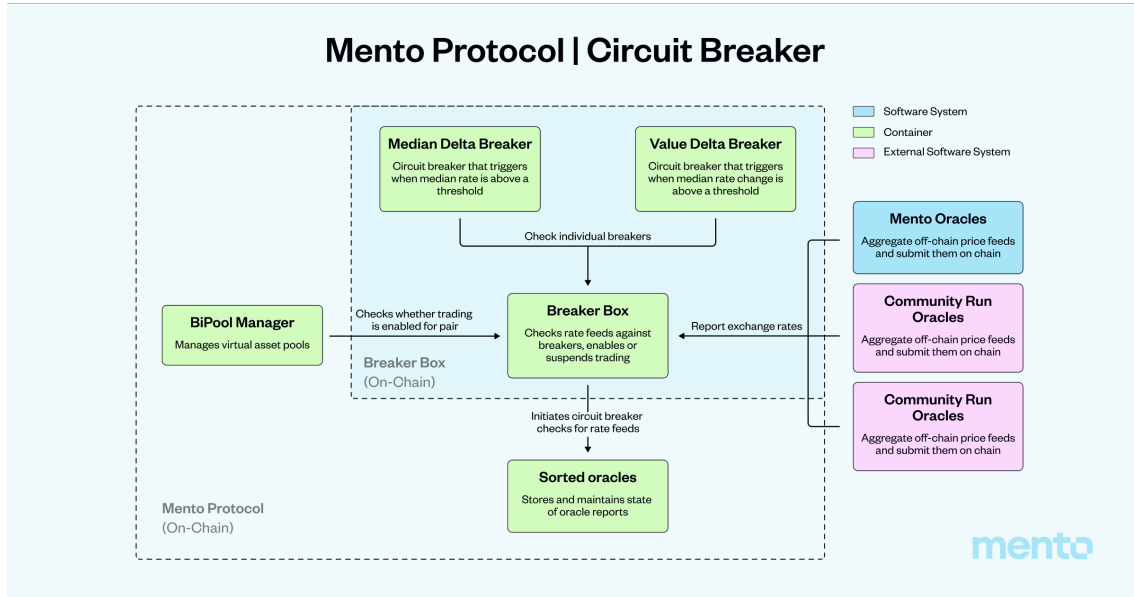 Mento Protocol | Circuit Breaker
Software System
Container
External Software System
Median Delta Breaker
Circuit breaker that triggers
when median rate is above a
threshold
Value Delta Breaker
Circuit breaker that triggers
when median rate change is
above a threshold
Check individual breakers
Mento Oracles
Aggregate off-chain price feeds
and submit them on chain
BiPool Manager
Manages virtual asset pools
Checks whether trading
is enabled for pair
Breaker Box
Checks rate feeds against
breakers, enables or
suspends trading
Report exchange rates
Community Run
Oracles
Aggregate off-chain price feeds
and submit them on chain
Breaker Box
(On-Chain)
Community Run
Oracles
Aggregate off-chain price feeds
and submit them on chain
Initiates circuit breaker
checks for rate feeds
Sorted oracles
Stores and maintains state
of oracle reports
Mento Protocol
(On-Chain)
mento